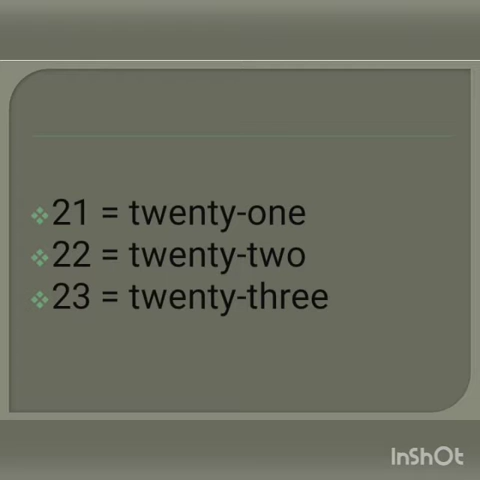 21 = twenty-one
22 = twenty-two
23 = twenty-three
InShOt